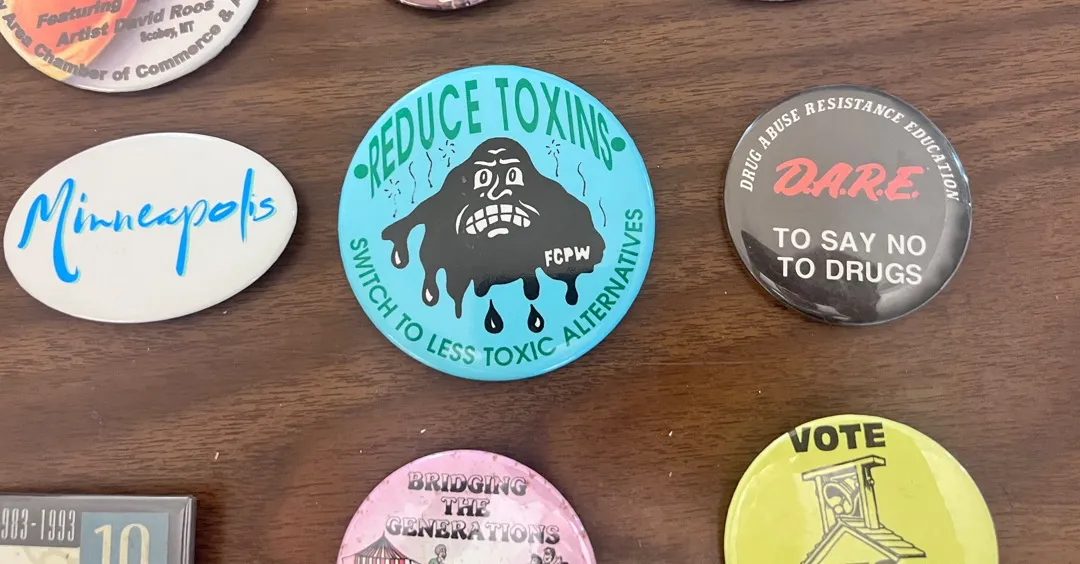 Featuring
Artist David Roos
Scobey, MT
Area Chamber of Commerce &
Minneapolis
•REDUCE TOXINS•
FCPW
SWITCH TO LESS TOXIC ALTERNATIVES
DRUG ABUSE RESISTANCE EDUCATION
D.A.R.E.
TO SAY NO
TO DRUGS
983-1993
10
BRIDGING
THE
GENERATIONS
VOTE